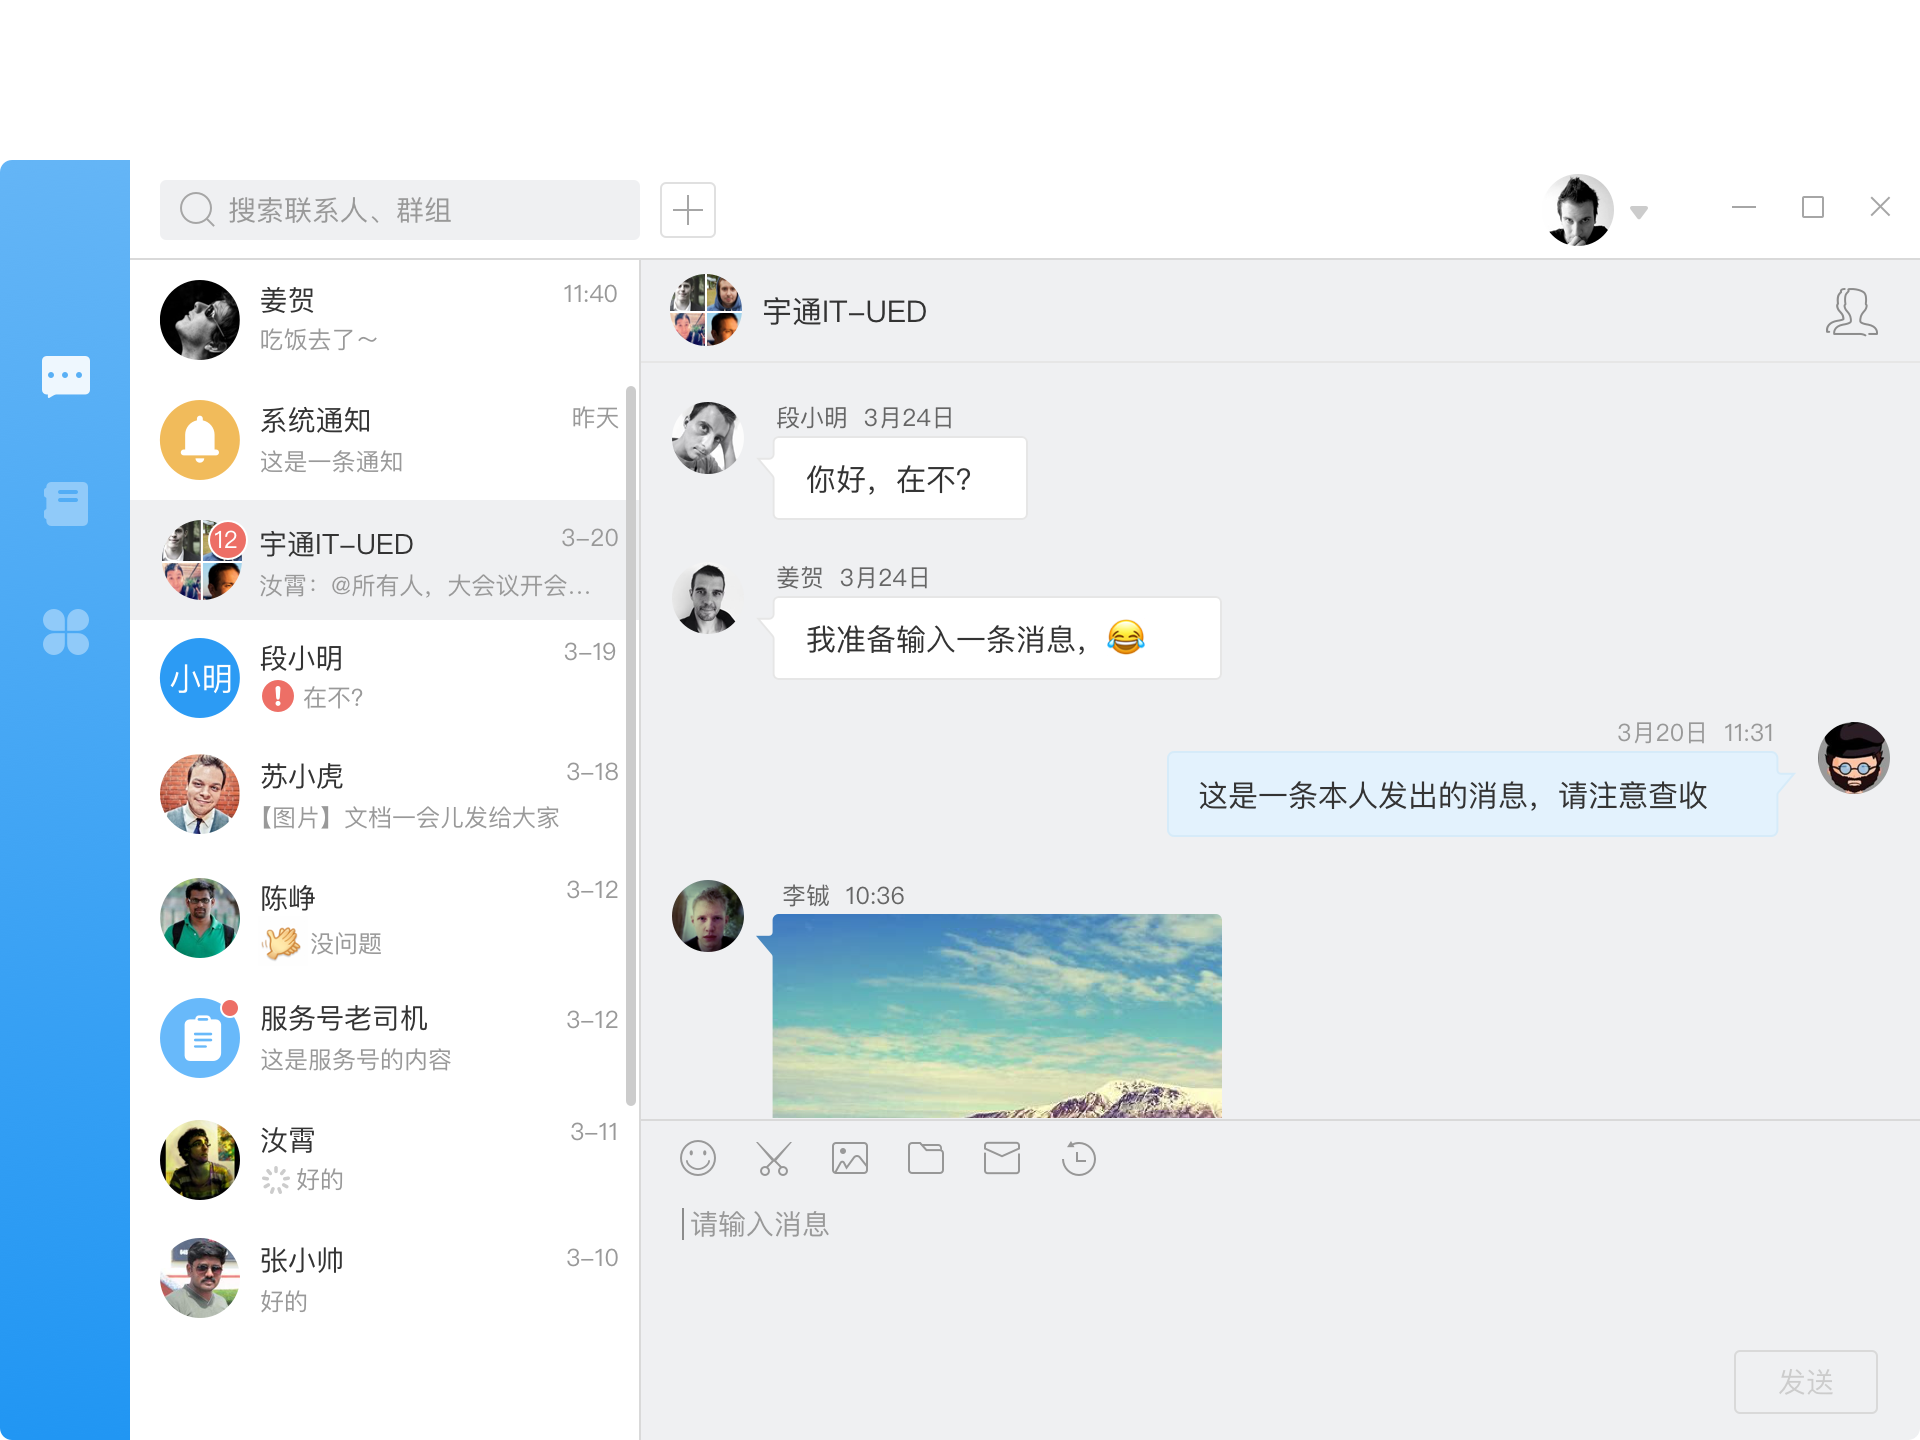 搜索联系人、群组
姜贺 11:40
吃饭去了～
系统通知 昨天
这是一条通知
12
宇通IT-UED 3-20
汝霄：@所有人，大会议开会...
小明
段小明 3-19
在不?
苏小虎 3-18
【图片】文档一会儿发给大家
陈峥 3-12
没问题
服务号老司机 3-12
这是服务号的内容
汝霄 3-11
好的
张小帅 3-10
好的
宇通IT-UED
段小明 3月24日
你好，在不?
姜贺 3月24日
我准备输入一条消息，😂
3月20日 11:31
这是一条本人发出的消息，请注意查收
李铖 10:36
请输入消息
发送